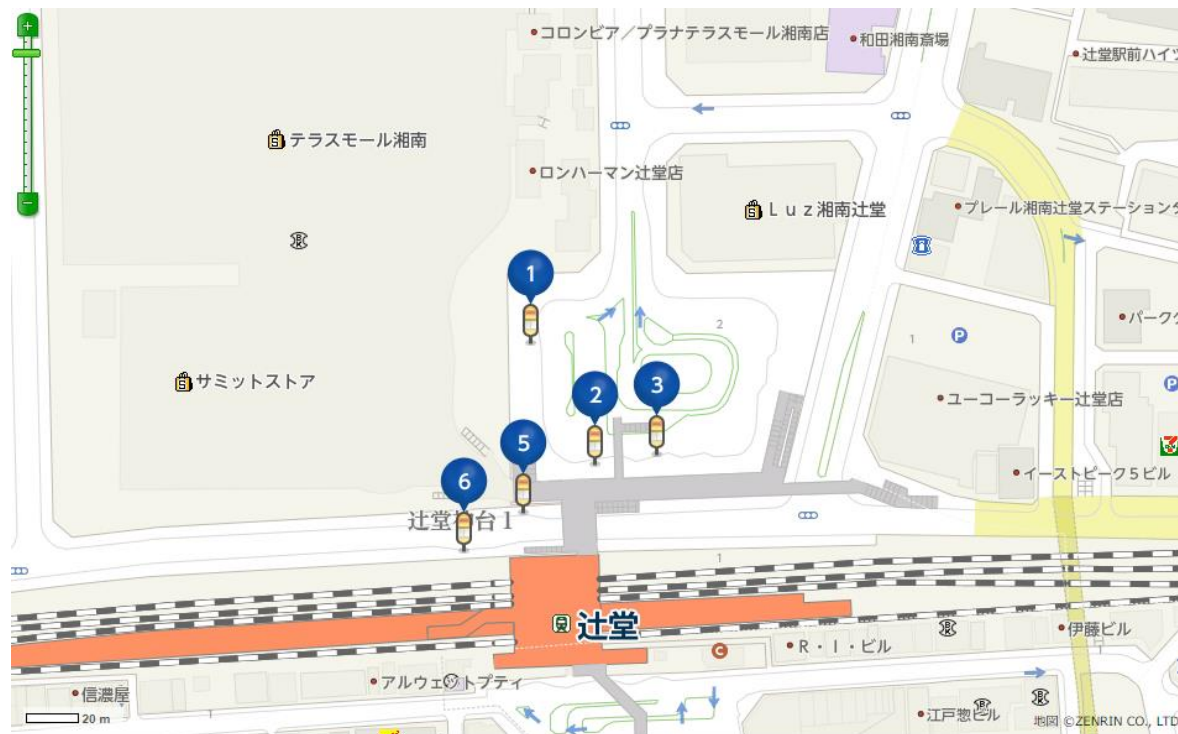 コロンビア／プラナテラスモール湘南店
和田湘南斎場
辻堂駅前ハイツ
テラスモール湘南
ロンハーマン辻堂店
Ｌｕｚ湘南辻堂
プレール湘南辻堂ステーション
1
2
1
P
パーク
サミットストア
2
3
P
ユーコーラッキー辻堂店
5
イーストピーク５ビル
6
辻堂神台1
1
辻堂
伊藤ビル
C
Ｒ・Ｉ・ビル
1
アルウェットプティ
信濃屋
1
江戸惣ビル
20 m
地図 ©ZENRIN CO., LTD